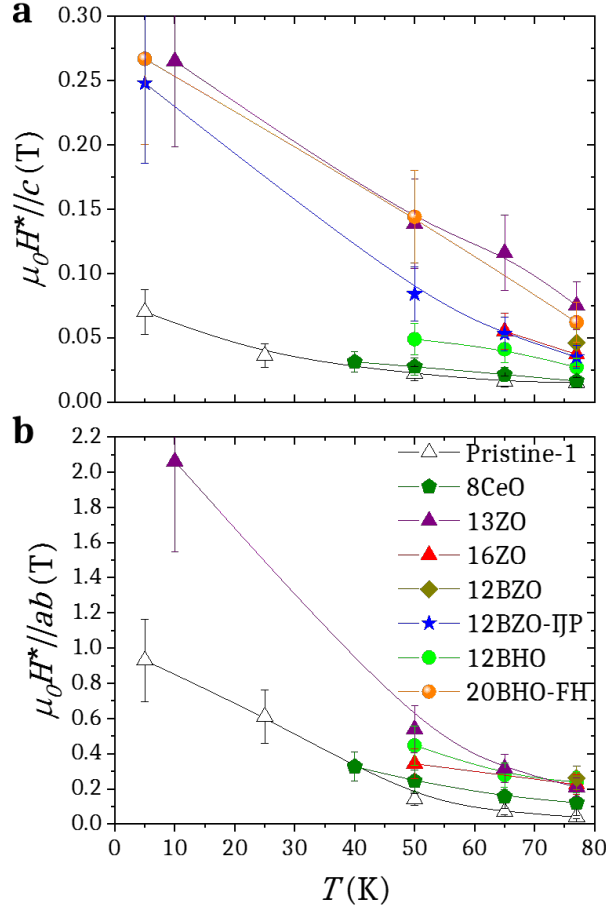 a
0.30
0.25
0.20
0.15
0.10
0.05
0.00
μ₀H*//c (T)
b
2.2
2.0
1.8
1.6
1.4
1.2
1.0
0.8
0.6
0.4
0.2
0.0
μ₀H*//ab (T)
Pristine-1
8CeO
13ZO
16ZO
12BZO
12BZO-IJP
12BHO
20BHO-FH
0 10 20 30 40 50 60 70 80
T (K)